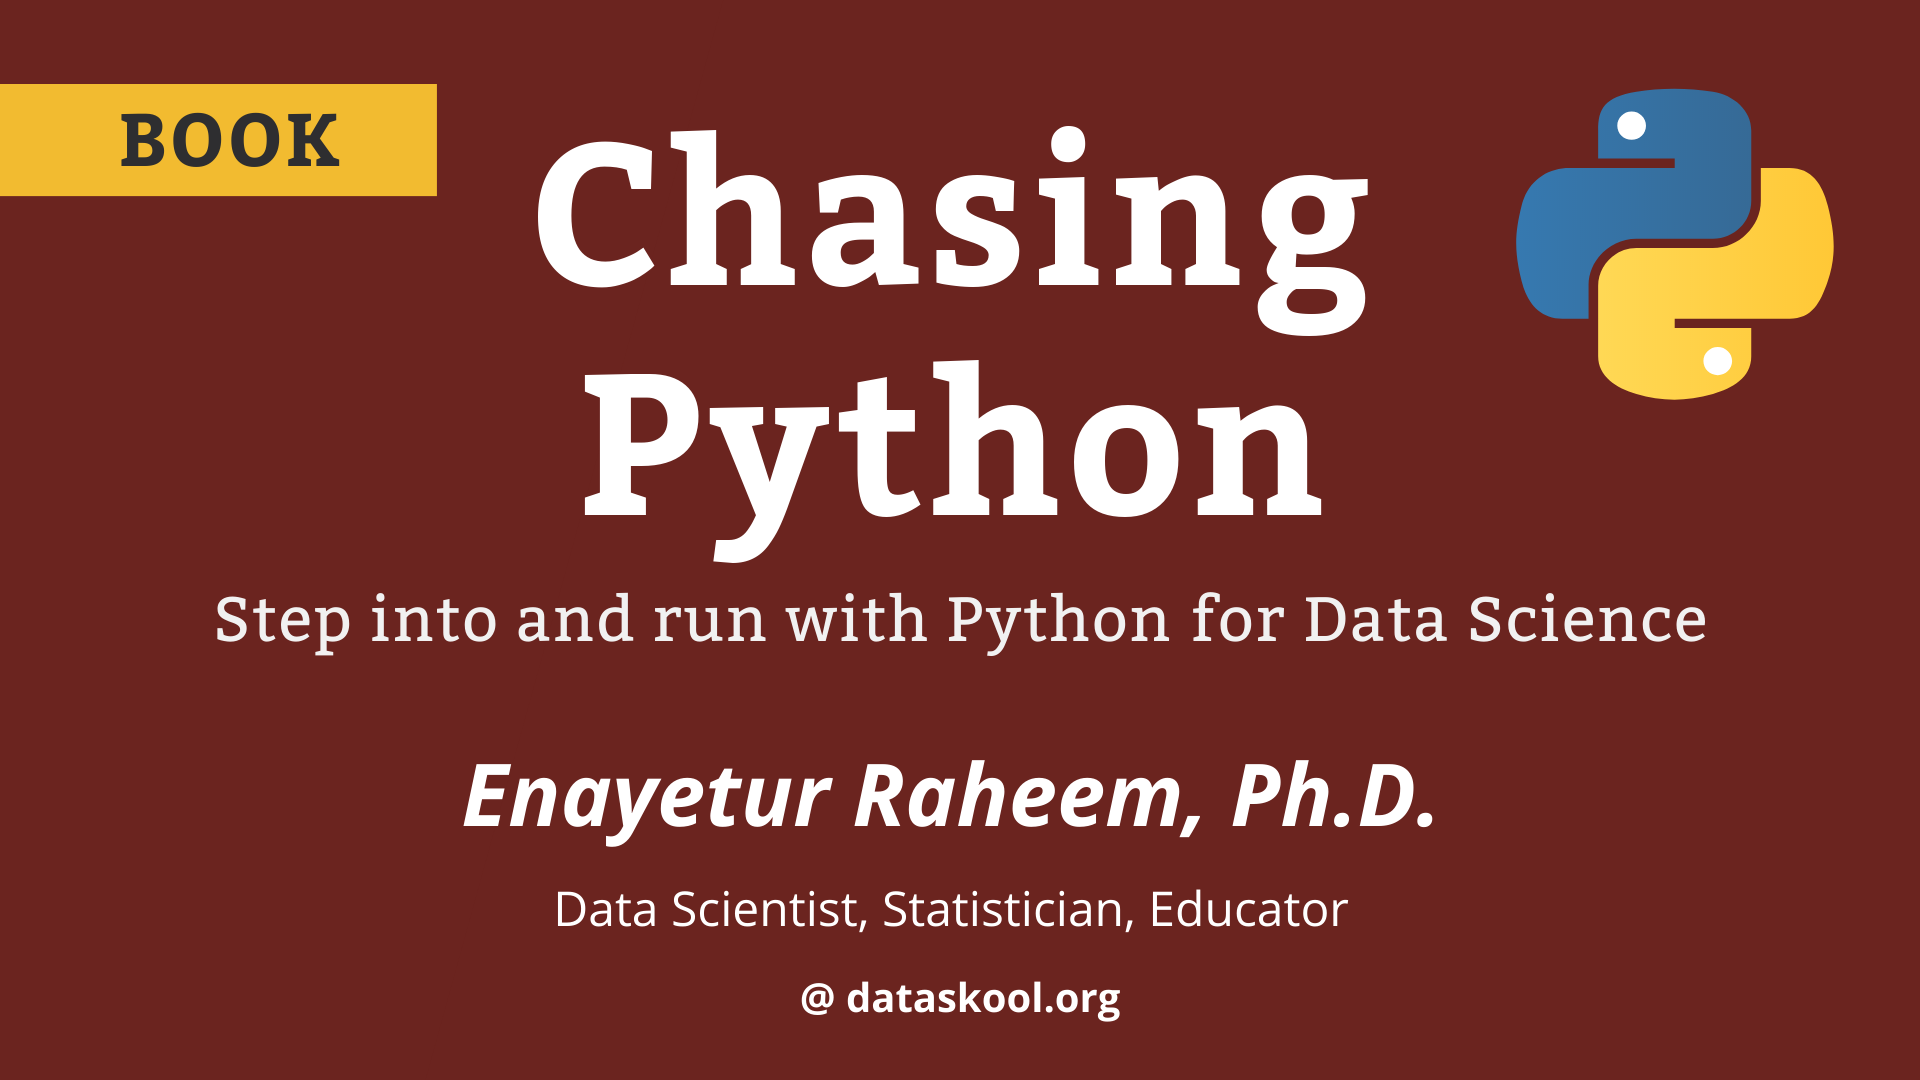 BOOK
Chasing
Python
Step into and run with Python for Data Science
Enayetur Raheem, Ph.D.
Data Scientist, Statistician, Educator
@ dataskool.org